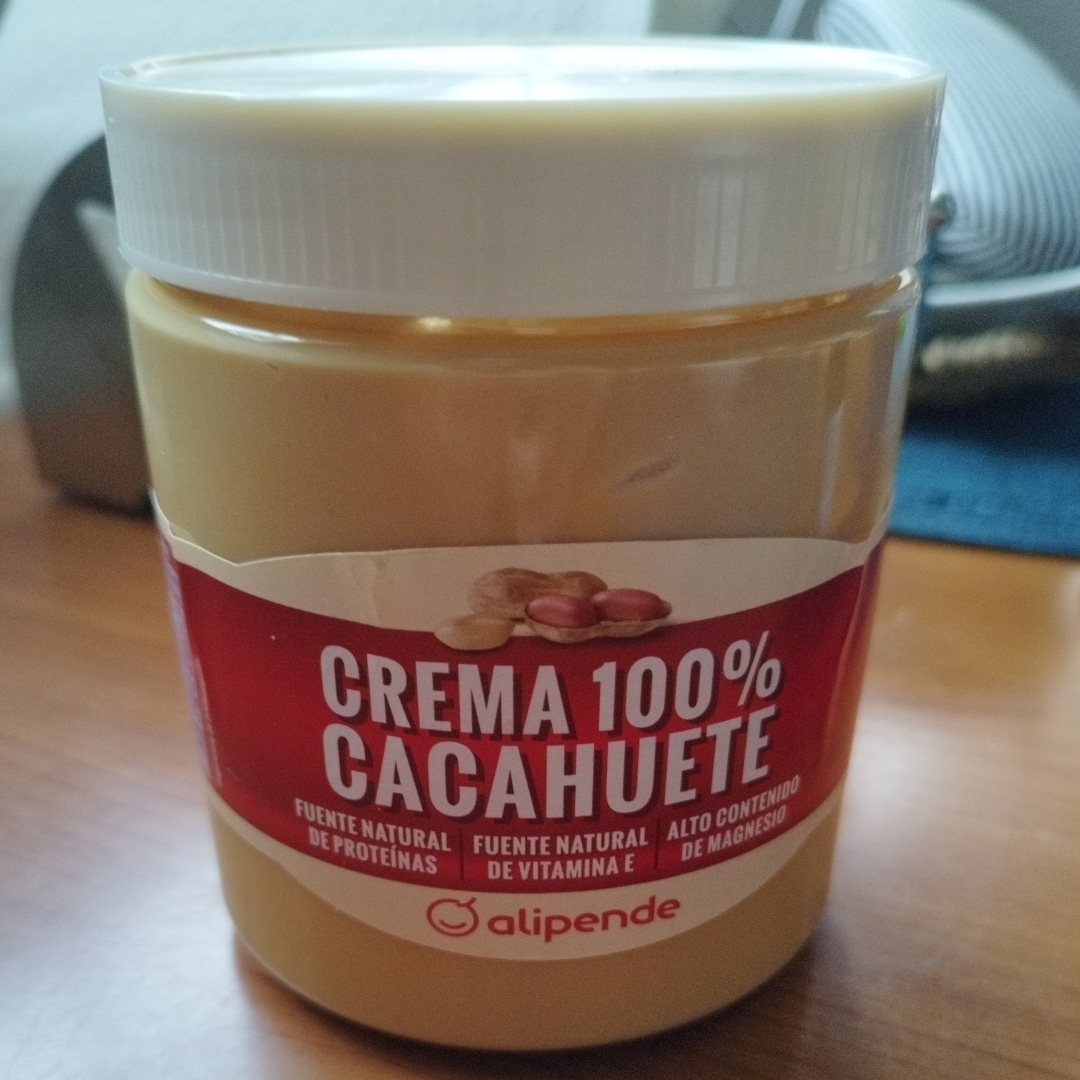 CREMA 100%
CACAHUETE
FUENTE NATURAL
DE PROTEÍNAS
FUENTE NATURAL
DE VITAMINA E
ALTO CONTENIDO
DE MAGNESIO
alipende